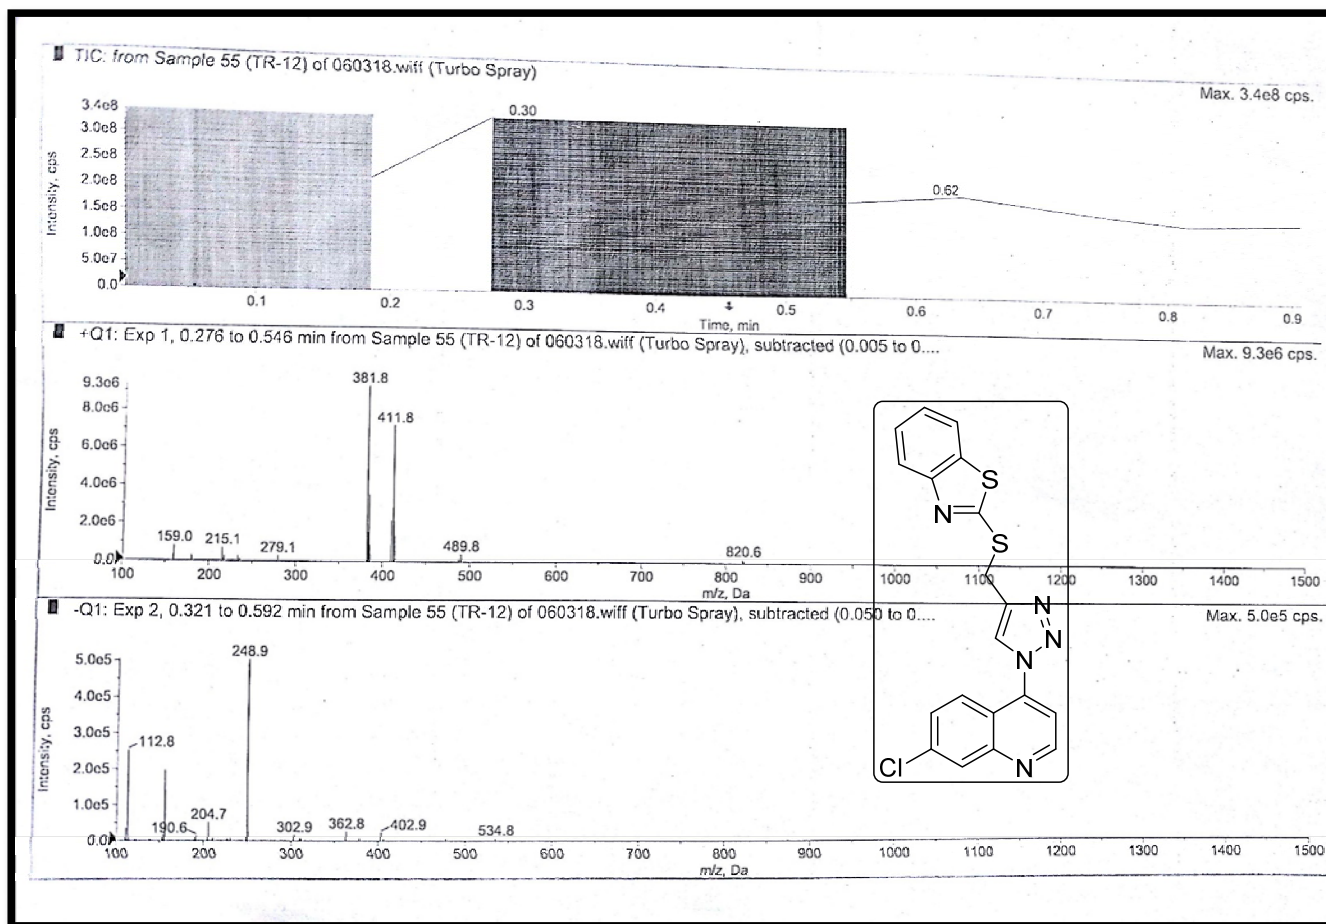 TIC: from Sample 55 (TR-12) of 060318.wiff (Turbo Spray)
Max. 3.4e8 cps.
Intensity, cps
3.4e8
3.0e8
2.5e8
2.0e8
1.5e8
1.0e8
5.0e7
0.0
0.30
0.62
0.1 0.2 0.3 0.4 0.5 0.6 0.7 0.8 0.9
Time, min
+Q1: Exp 1, 0.276 to 0.546 min from Sample 55 (TR-12) of 060318.wiff (Turbo Spray), subtracted (0.005 to 0....
Max. 9.3e6 cps.
Intensity, cps
9.3e6
8.0e6
6.0e6
4.0e6
2.0e6
0.0
381.8
411.8
159.0 215.1 279.1 489.8 820.6
100 200 300 400 500 600 700 800 900 1000 1100 1200 1300 1400 1500
m/z, Da
-Q1: Exp 2, 0.321 to 0.592 min from Sample 55 (TR-12) of 060318.wiff (Turbo Spray), subtracted (0.050 to 0....
Max. 5.0e5 cps.
Intensity, cps
5.0e5
4.0e5
3.0e5
2.0e5
1.0e5
0.0
248.9
112.8
190.6 204.7 302.9 362.8 402.9 534.8
100 200 300 400 500 600 700 800 900 1000 1100 1200 1300 1400 1500
m/z, Da
S
N
S
N
N
N
Cl
N